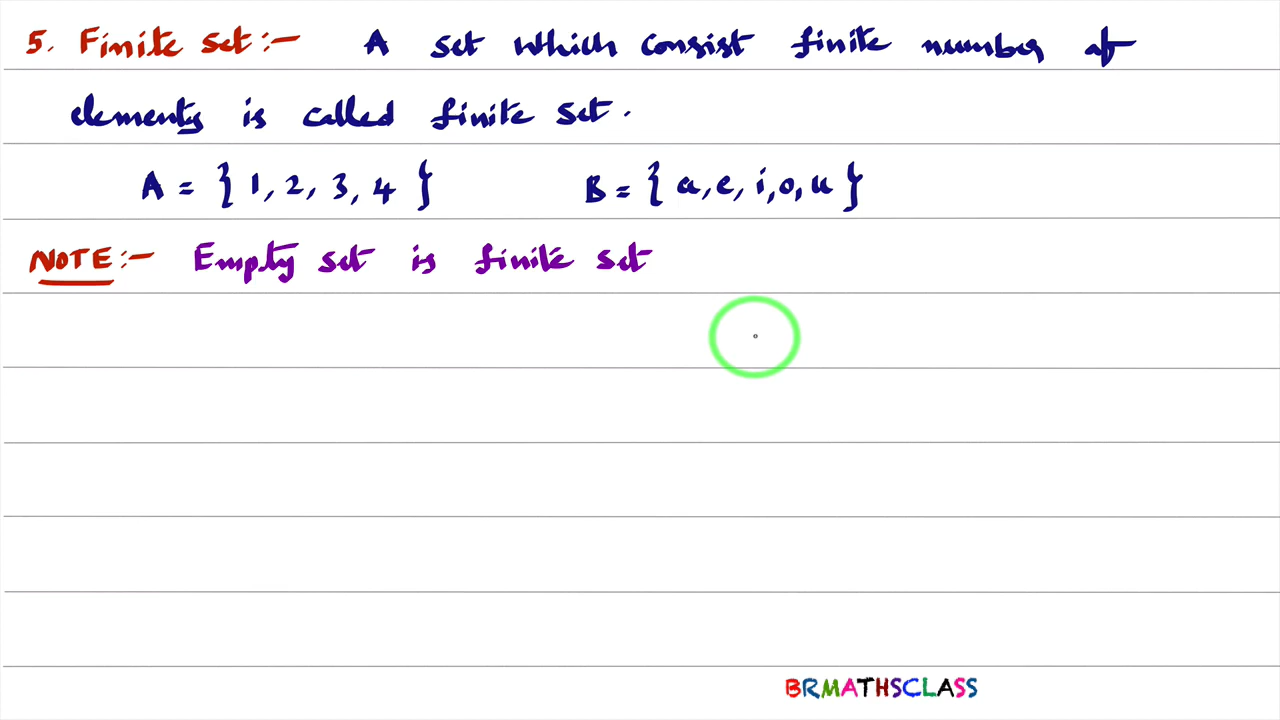 5. Finite set:- A set which consist finite number of
elements is called finite set.
A = { 1, 2, 3, 4 } B = { a, e, i, o, u }
NOTE:- Empty set is finite set
BRMATHSCLASS